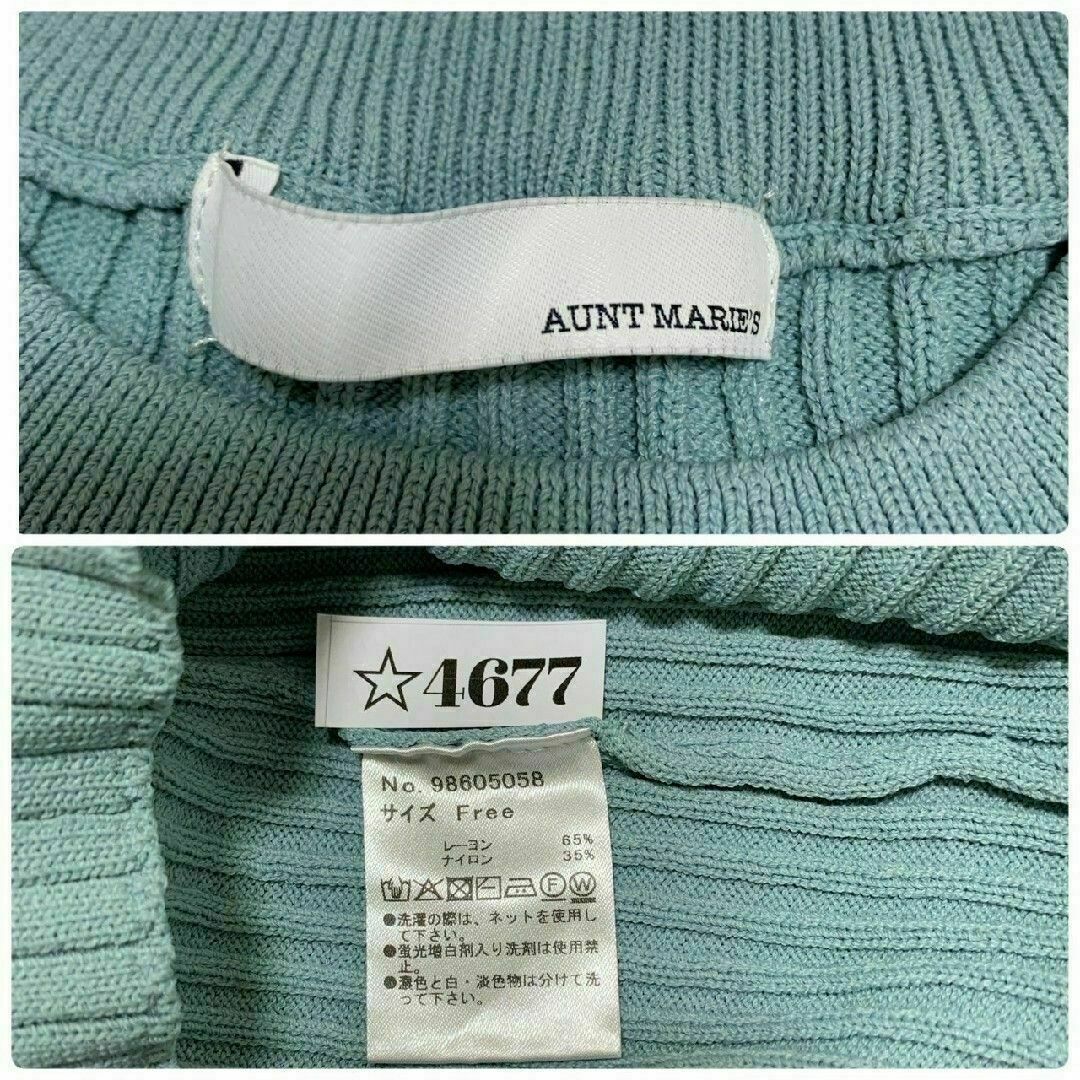 AUNT MARIE'S
☆4677
No. 98605058
サイズ Free
レーヨン 65%
ナイロン 35%
●洗濯の際は、ネットを使用し
て下さい。
●蛍光増白剤入り洗剤は使用禁
止。
●濃色と白・淡色物は分けて洗
って下さい。